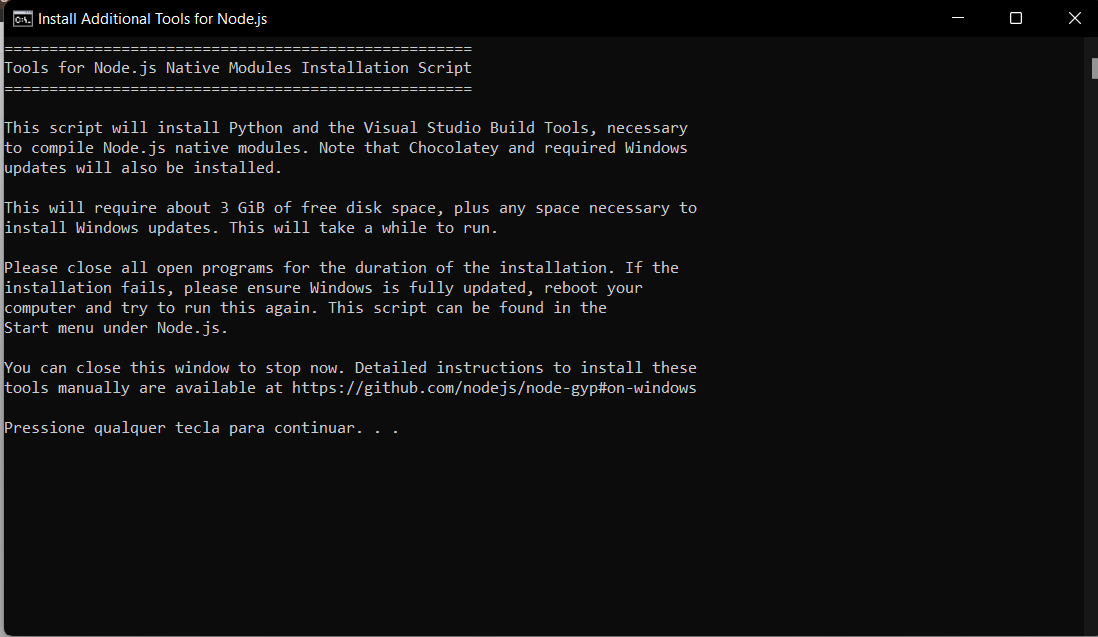 Install Additional Tools for Node.js
====================================================
Tools for Node.js Native Modules Installation Script
====================================================
This script will install Python and the Visual Studio Build Tools, necessary
to compile Node.js native modules. Note that Chocolatey and required Windows
updates will also be installed.
This will require about 3 GiB of free disk space, plus any space necessary to
install Windows updates. This will take a while to run.
Please close all open programs for the duration of the installation. If the
installation fails, please ensure Windows is fully updated, reboot your
computer and try to run this again. This script can be found in the
Start menu under Node.js.
You can close this window to stop now. Detailed instructions to install these
tools manually are available at https://github.com/nodejs/node-gyp#on-windows
Pressione qualquer tecla para continuar. . .